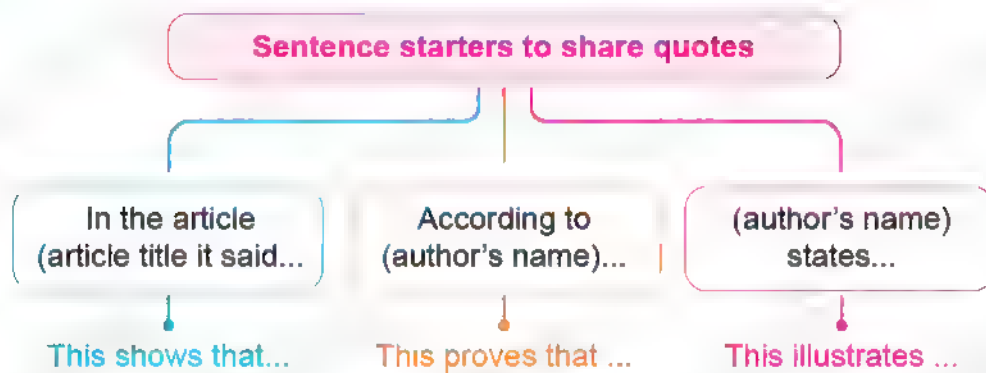 Sentence starters to share quotes
In the article
(article title it said...
According to
(author's name)...
(author's name)
states...
This shows that...
This proves that ...
This illustrates ...